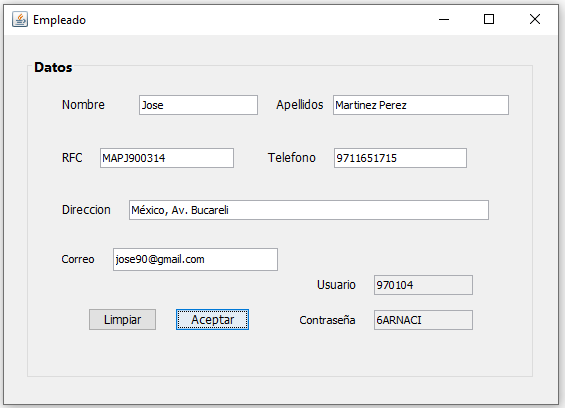 Empleado
Datos
Nombre Jose Apellidos Martinez Perez
RFC MAPJ900314 Telefono 9711651715
Direccion México, Av. Bucareli
Correo jose90@gmail.com
Usuario 970104
Limpiar Aceptar Contraseña 6ARNACI